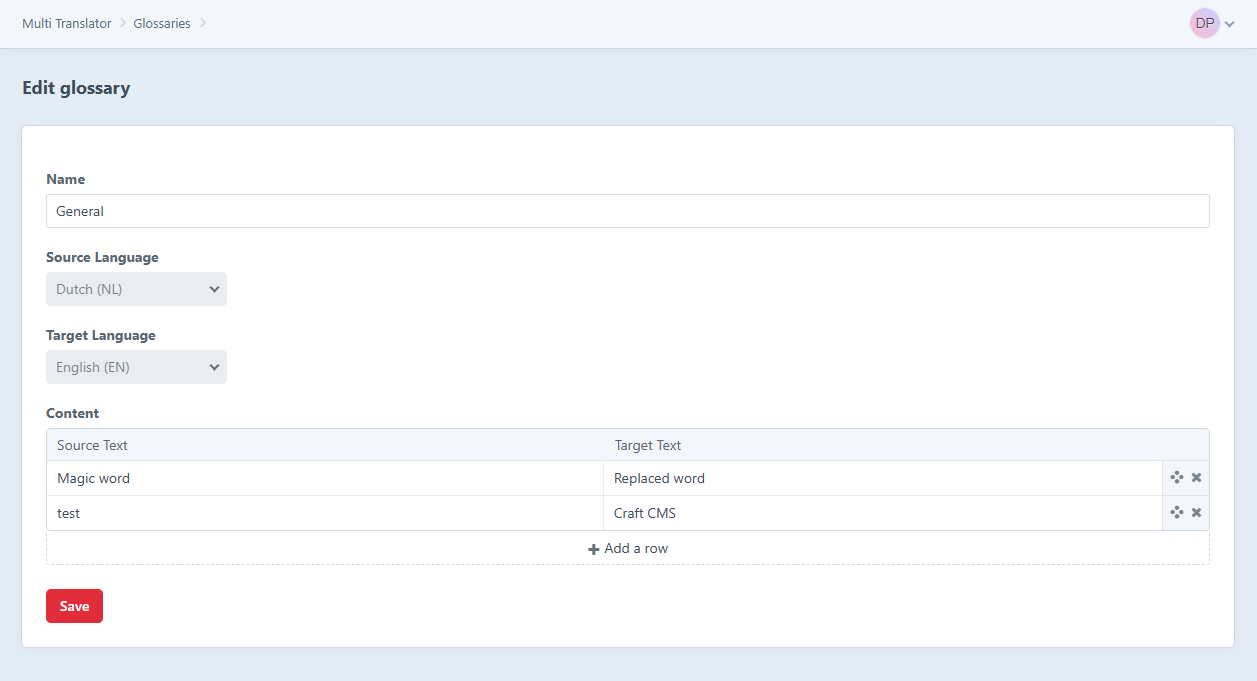 Multi Translator Glossaries
DP
Edit glossary
Name
General
Source Language
Dutch (NL)
Target Language
English (EN)
Content
Source Text Target Text
Magic word Replaced word
test Craft CMS
Add a row
Save